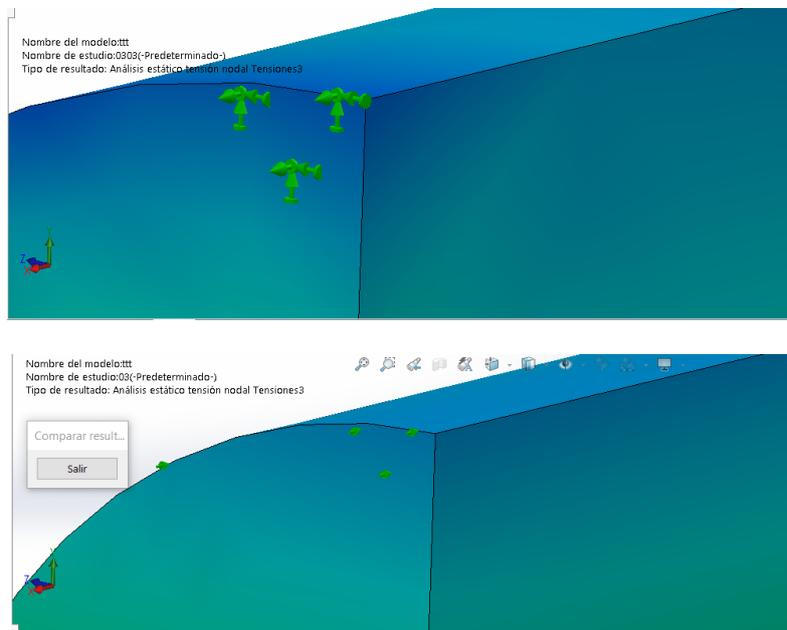 Nombre del modelo:ttt
Nombre de estudio:0303(-Predeterminado-)
Tipo de resultado: Análisis estático tensión nodal Tensiones3
Y
Z
X
Nombre del modelo:ttt
Nombre de estudio:03(-Predeterminado-)
Tipo de resultado: Análisis estático tensión nodal Tensiones3
Comparar result...
Salir
Y
Z
X